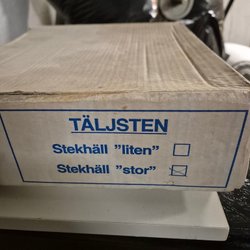 TÄLJSTEN
Stekhäll "liten"
Stekhäll "stor"